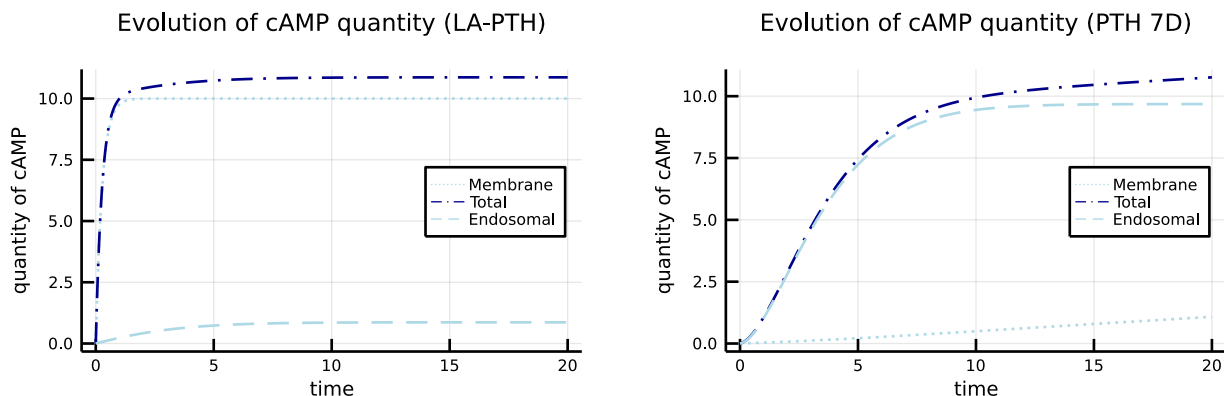 Evolution of cAMP quantity (LA-PTH)
quantity of cAMP
10.0
7.5
5.0
2.5
0.0
Membrane
Total
Endosomal
0 5 10 15 20
time
Evolution of cAMP quantity (PTH 7D)
quantity of cAMP
10.0
7.5
5.0
2.5
0.0
Membrane
Total
Endosomal
0 5 10 15 20
time